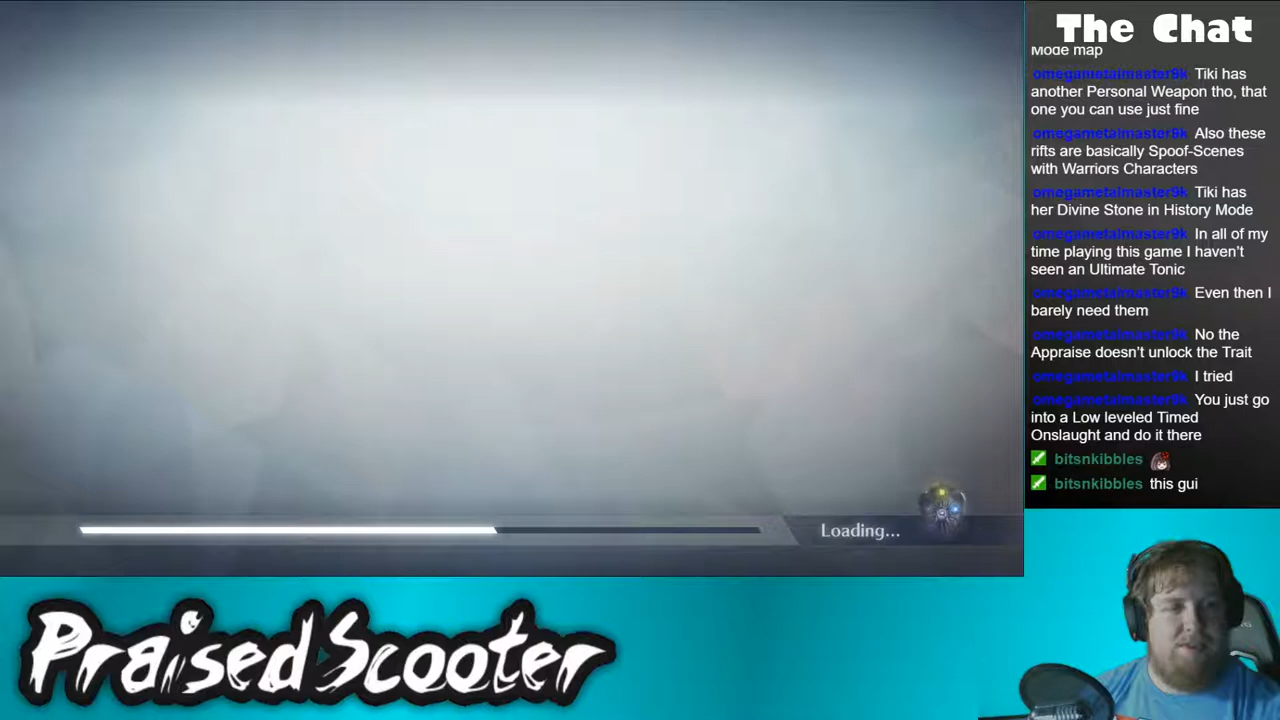 The Chat
Mode map
omegametalmaster9k Tiki has
another Personal Weapon tho, that
one you can use just fine
omegametalmaster9k Also these
rifts are basically Spoof-Scenes
with Warriors Characters
omegametalmaster9k Tiki has
her Divine Stone in History Mode
omegametalmaster9k In all of my
time playing this game I haven't
seen an Ultimate Tonic
omegametalmaster9k Even then I
barely need them
omegametalmaster9k No the
Appraise doesn't unlock the Trait
omegametalmaster9k I tried
omegametalmaster9k You just go
into a Low leveled Timed
Onslaught and do it there
bitsnkibbles
bitsnkibbles this gui
Loading...
PraisedScooter